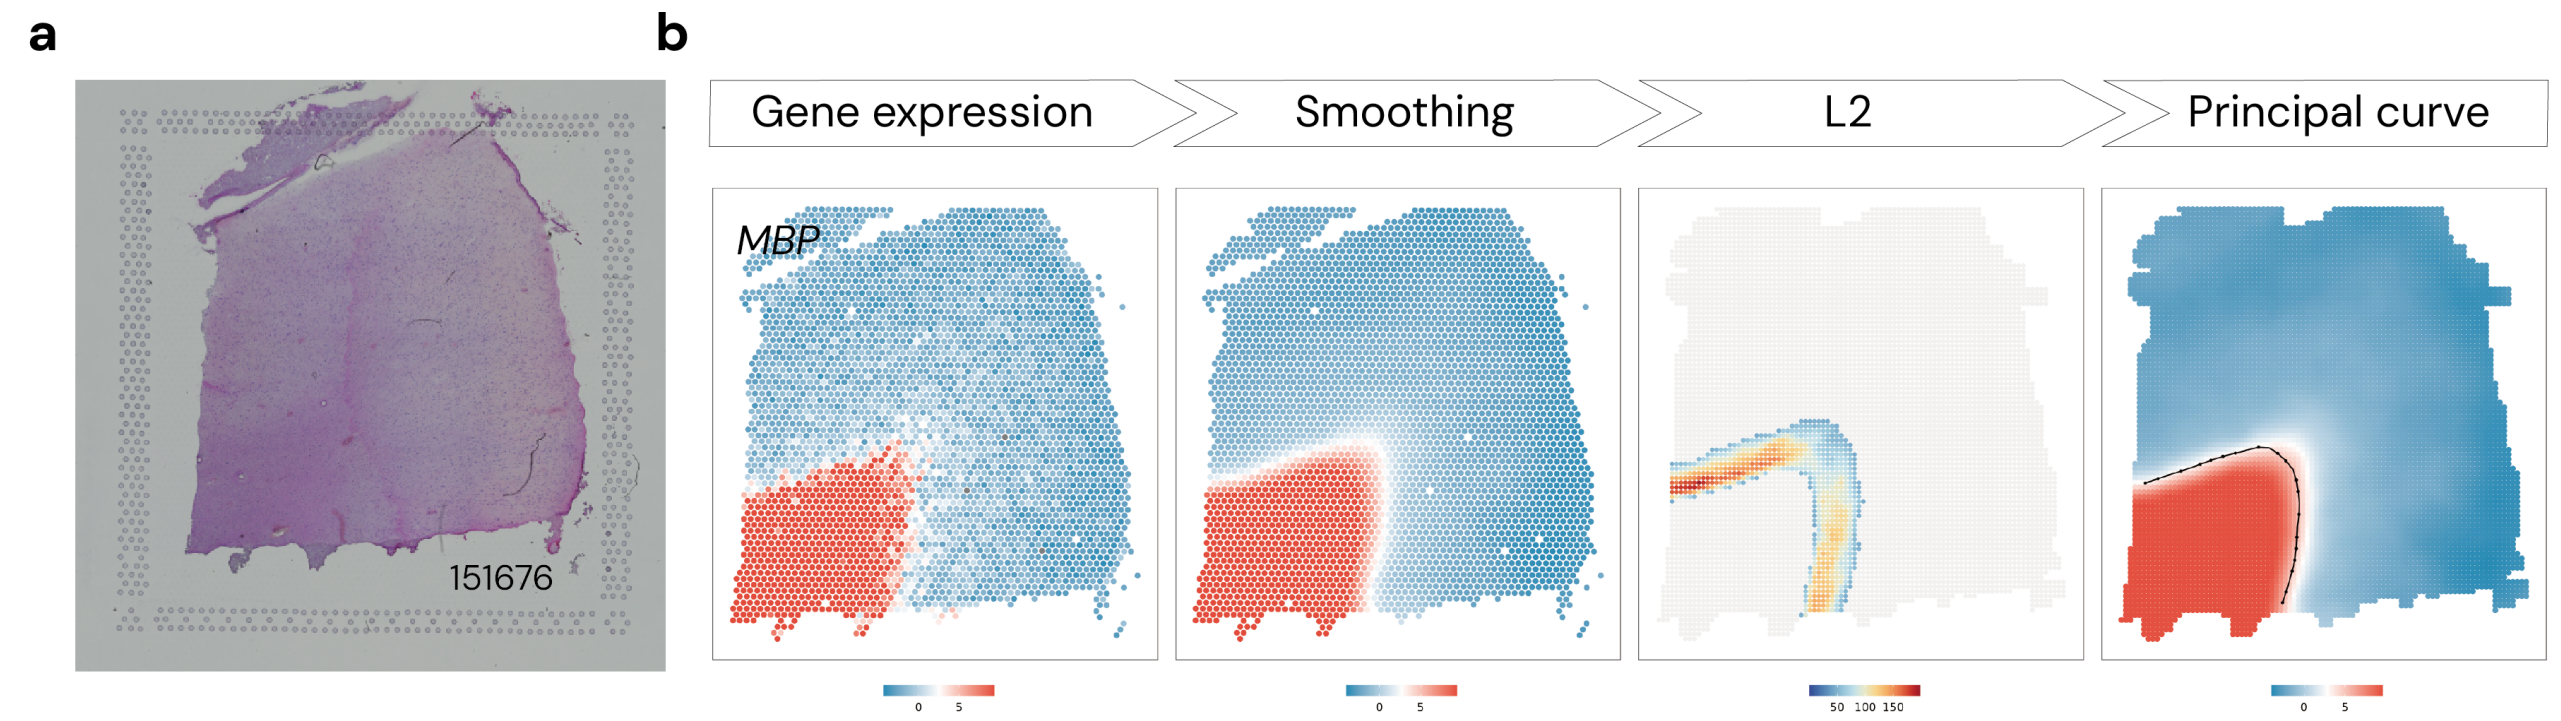 a
b
Gene expression
Smoothing
L2
Principal curve
MBP
151676
0 5
0 5
50 100 150
0 5